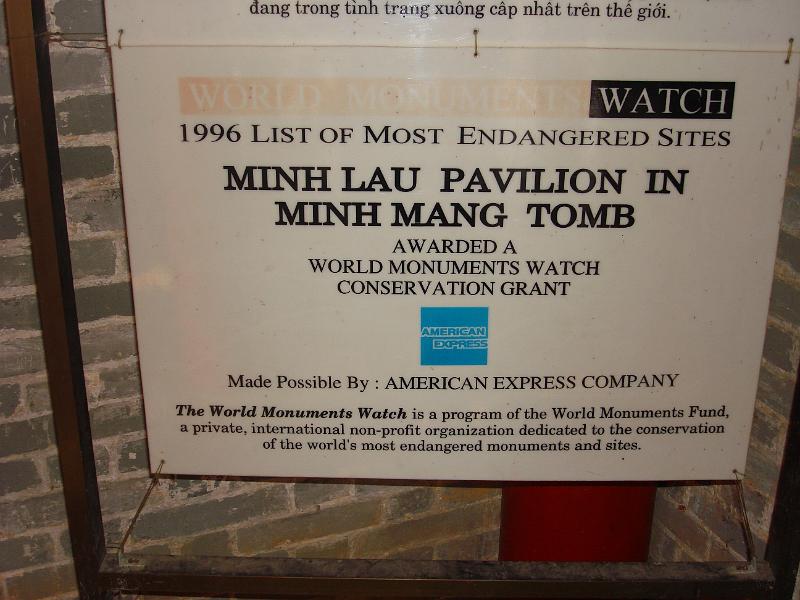 đang trong tình trạng xuống cấp nhất trên thế giới.
WORLD MONUMENTS WATCH
1996 LIST OF MOST ENDANGERED SITES
MINH LAU PAVILION IN
MINH MANG TOMB
AWARDED A
WORLD MONUMENTS WATCH
CONSERVATION GRANT
AMERICAN
EXPRESS
Made Possible By : AMERICAN EXPRESS COMPANY
The World Monuments Watch is a program of the World Monuments Fund,
a private, international non-profit organization dedicated to the conservation
of the world's most endangered monuments and sites.